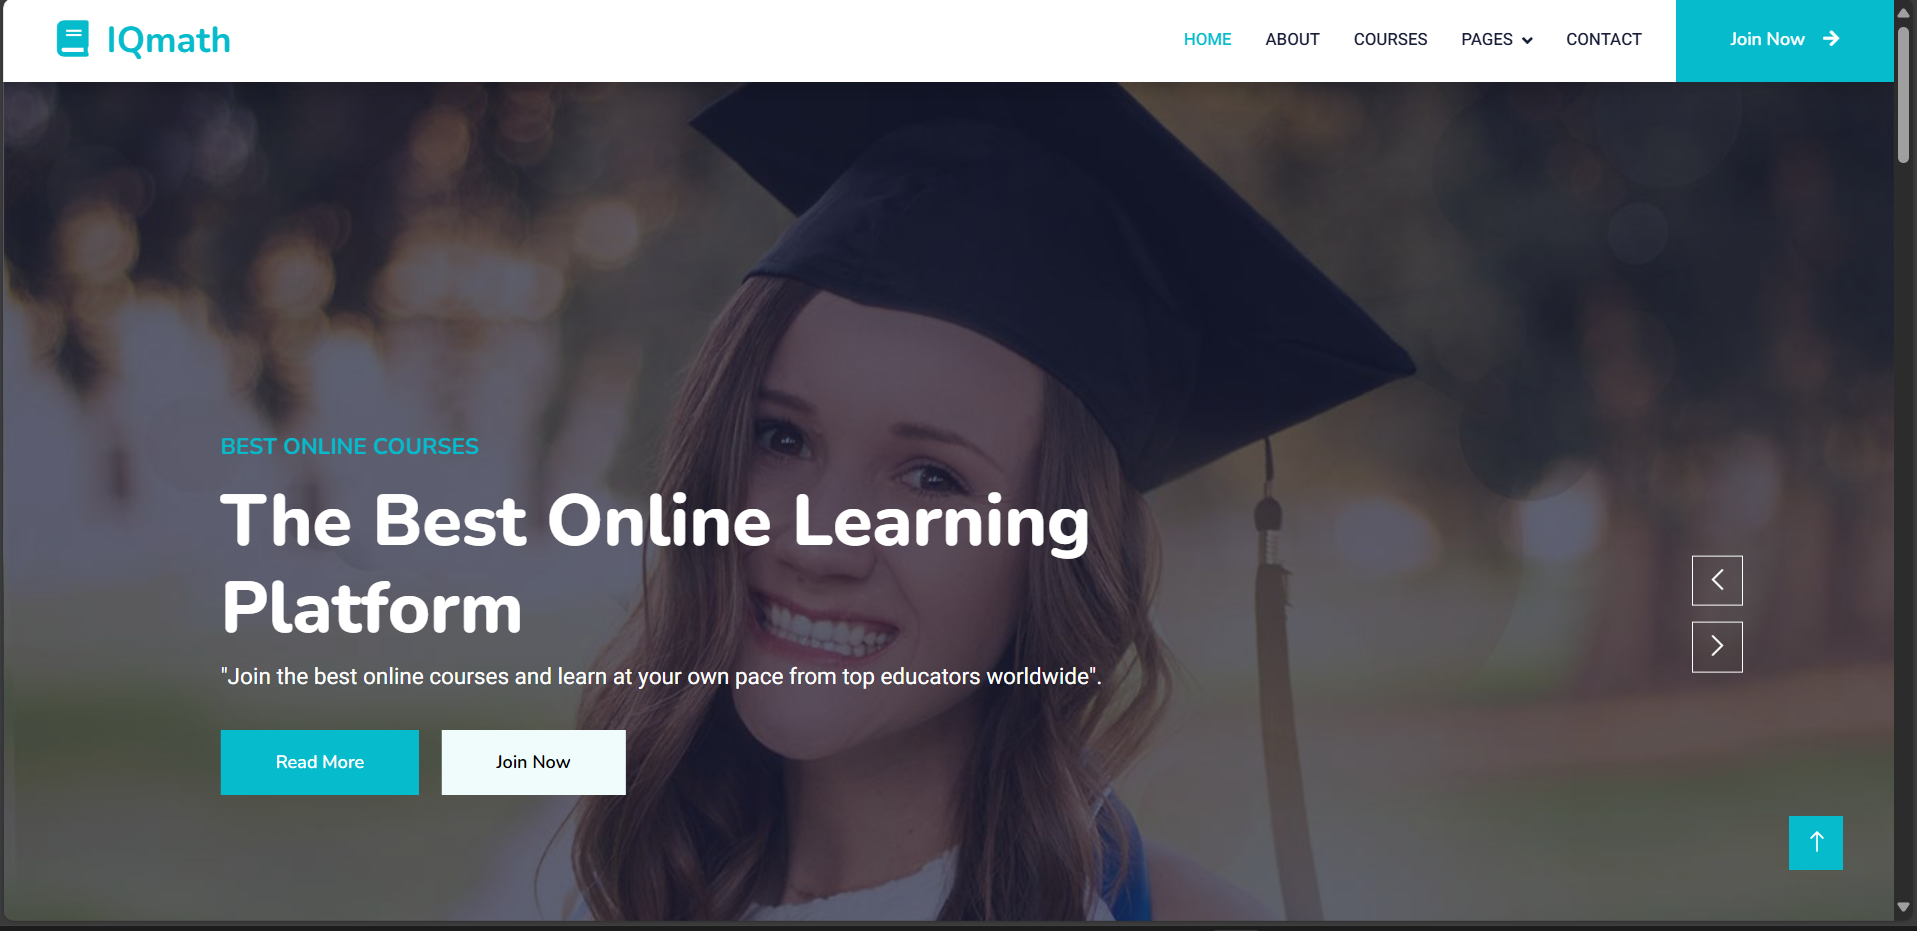 IQmath
HOME
ABOUT
COURSES
PAGES
CONTACT
Join Now
BEST ONLINE COURSES
The Best Online Learning
Platform
"Join the best online courses and learn at your own pace from top educators worldwide".
Read More
Join Now